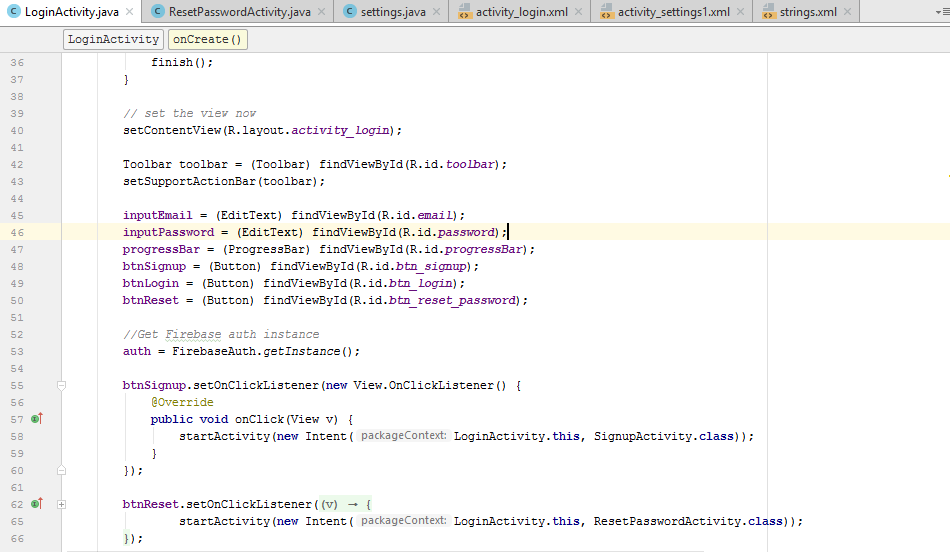 LoginActivity.java ResetPasswordActivity.java settings.java activity_login.xml activity_settings1.xml strings.xml
LoginActivity onCreate()
36 finish();
37 }
38
39 // set the view now
40 setContentView(R.layout.activity_login);
41
42 Toolbar toolbar = (Toolbar) findViewById(R.id.toolbar);
43 setSupportActionBar(toolbar);
44
45 inputEmail = (EditText) findViewById(R.id.email);
46 inputPassword = (EditText) findViewById(R.id.password);
47 progressBar = (ProgressBar) findViewById(R.id.progressBar);
48 btnSignup = (Button) findViewById(R.id.btn_signup);
49 btnLogin = (Button) findViewById(R.id.btn_login);
50 btnReset = (Button) findViewById(R.id.btn_reset_password);
51
52 //Get Firebase auth instance
53 auth = FirebaseAuth.getInstance();
54
55 btnSignup.setOnClickListener(new View.OnClickListener() {
56 @Override
57 public void onClick(View v) {
58 startActivity(new Intent( packageContext: LoginActivity.this, SignupActivity.class));
59 }
60 });
61
62 btnReset.setOnClickListener((v) → {
65 startActivity(new Intent( packageContext: LoginActivity.this, ResetPasswordActivity.class));
66 });